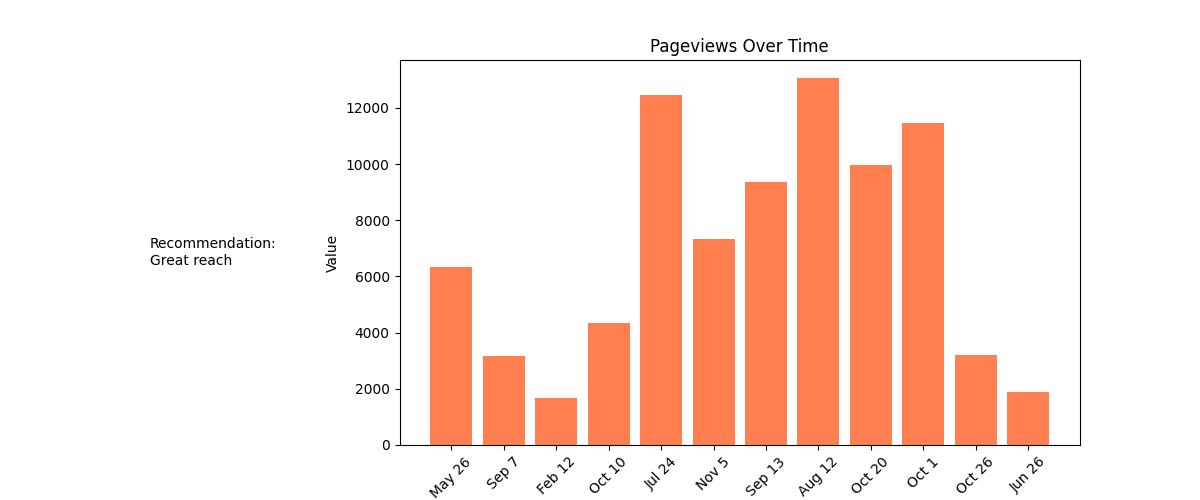 Pageviews Over Time
Recommendation:
Great reach
Value
12000
10000
8000
6000
4000
2000
0
May 26
Sep 7
Feb 12
Oct 10
Jul 24
Nov 5
Sep 13
Aug 12
Oct 20
Oct 1
Oct 26
Jun 26